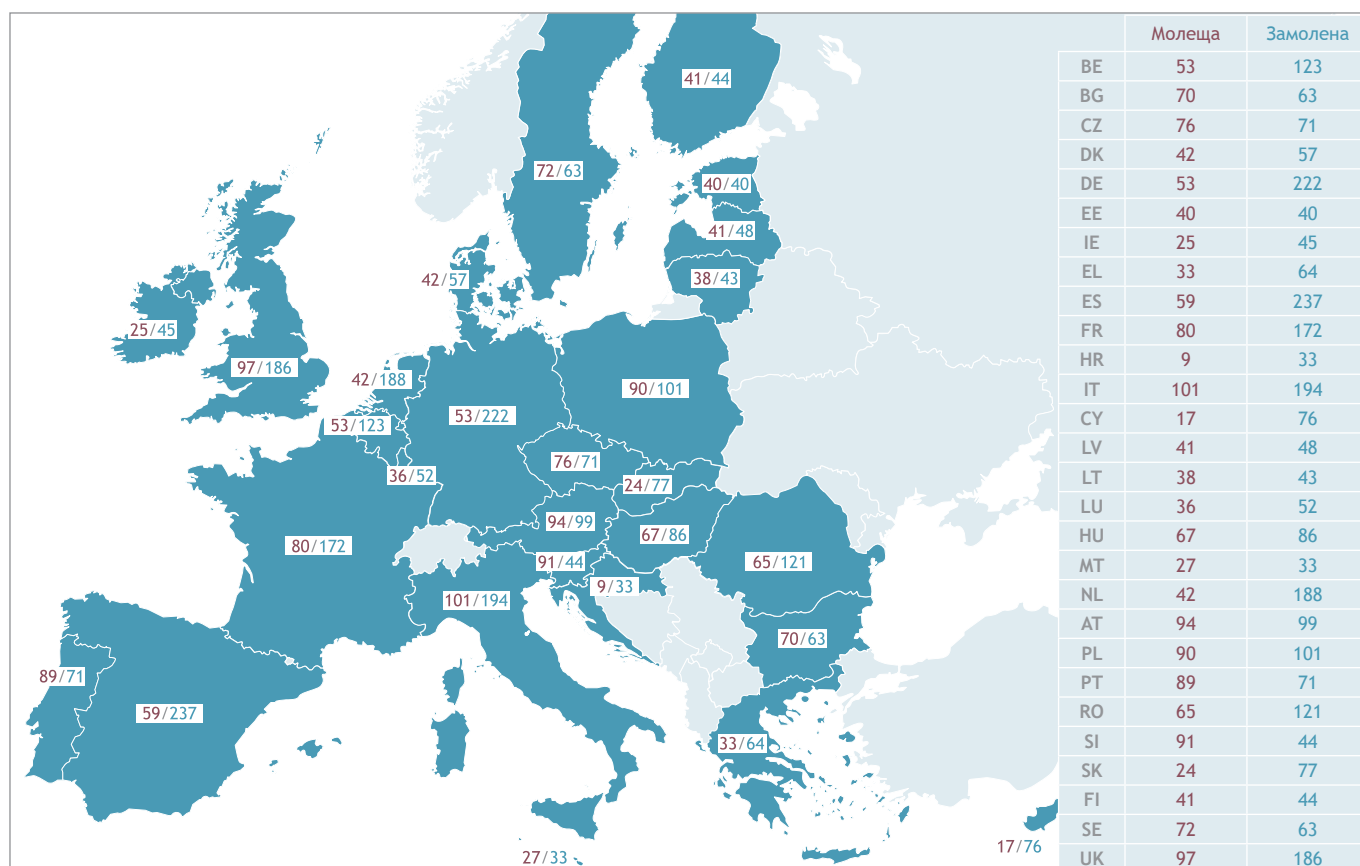 41/44
72/63
40/40
41/48
42/57
38/43
25/45
97/186
42/188
90/101
53/123
53/222
76/71
36/52
24/77
94/99
67/86
80/172
91/44
65/121
9/33
101/194
70/63
89/71
59/237
33/64
27/33
17/76
Молеща Замолена
BE 53 123
BG 70 63
CZ 76 71
DK 42 57
DE 53 222
EE 40 40
IE 25 45
EL 33 64
ES 59 237
FR 80 172
HR 9 33
IT 101 194
CY 17 76
LV 41 48
LT 38 43
LU 36 52
HU 67 86
MT 27 33
NL 42 188
AT 94 99
PL 90 101
PT 89 71
RO 65 121
SI 91 44
SK 24 77
FI 41 44
SE 72 63
UK 97 186